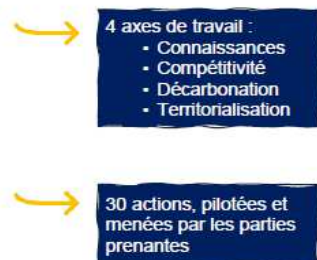 4 axes de travail :
▪ Connaissances
▪ Compétitivité
▪ Décarbonation
▪ Territorialisation
30 actions, pilotées et
menées par les parties
prenantes